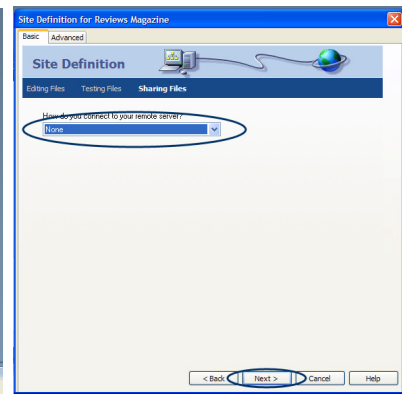 Site Definition for Reviews Magazine
Basic Advanced
Site Definition
Editing Files Testing Files Sharing Files
How do you connect to your remote server?
None
< Back Next > Cancel Help